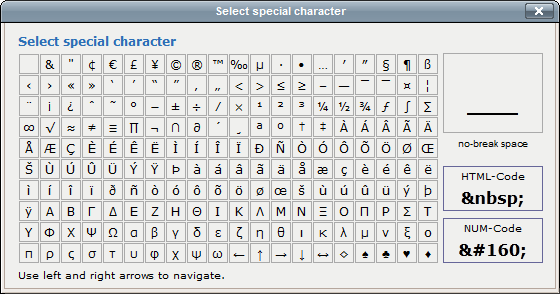 Select special character
Select special character
& " ¢ € £ ¥ © ® ™ ‰ µ · • … ′ ″ § ¶ ß
‹ › « » ‘ ’ “ ” ‚ „ < > ≤ ≥ – — ¯ ‾ ¤ ¦
¨ ¡ ¿ ˆ ˜ ° − ± ÷ ⁄ × ¹ ² ³ ¼ ½ ¾ ƒ ∫ ∑
∞ √ ≈ ≠ ≡ ∏ ¬ ∩ ∂ ´ ¸ ª º † ‡ À Á Â Ã Ä
Å Æ Ç È É Ê Ë Ì Í Î Ï Ð Ñ Ò Ó Ô Õ Ö Ø Œ
Š Ù Ú Û Ü Ý Ÿ Þ à á â ã ä å æ ç è é ê ë
ì í î ï ð ñ ò ó ô õ ö ø œ š ù ú û ü ý þ
ÿ Α Β Γ Δ Ε Ζ Η Θ Ι Κ Λ Μ Ν Ξ Ο Π Ρ Σ Τ
Υ Φ Χ Ψ Ω α β γ δ ε ζ η θ ι κ λ μ ν ξ ο
π ρ ς σ τ υ φ χ ψ ω ← ↑ → ↓ ↔ ◊ ♠ ♣ ♥ ♦
Use left and right arrows to navigate.
no-break space
HTML-Code
&nbsp;
NUM-Code
&#160;